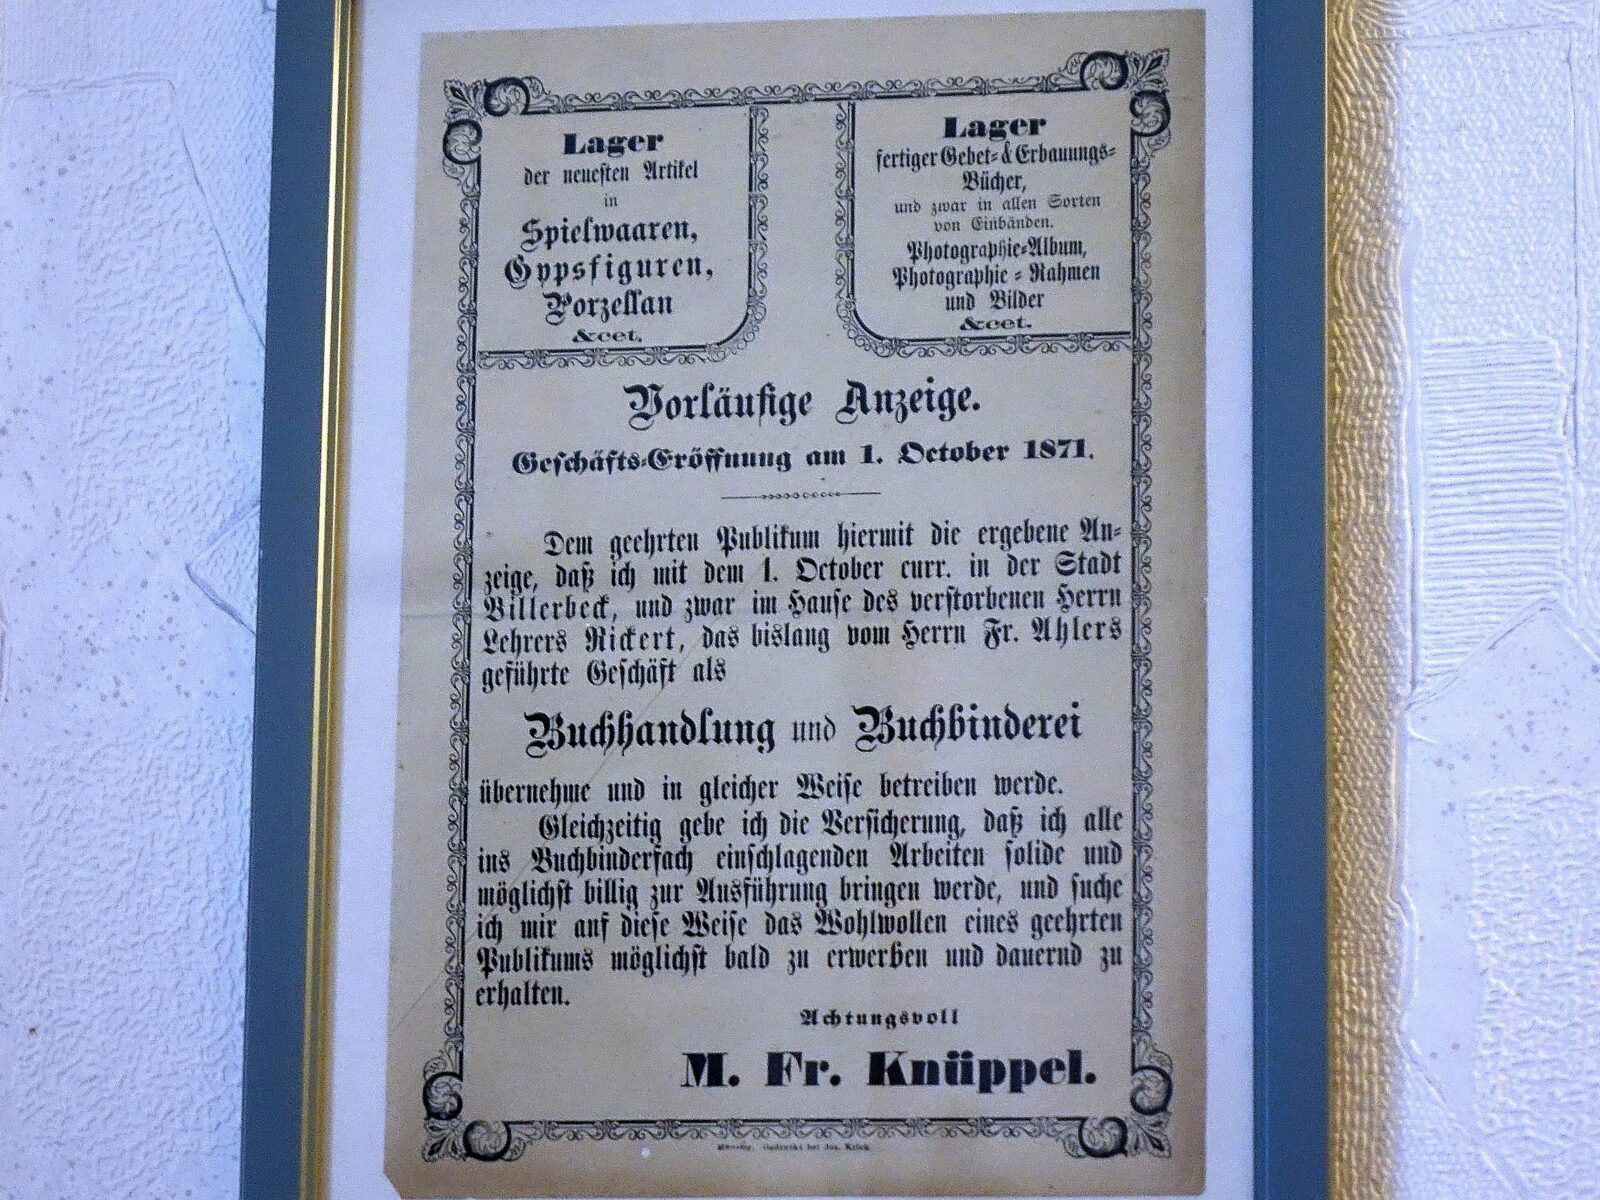 Lager
der neuesten Artikel
in
Spielwaaren,
Gypsfiguren,
Porzellan
&cet.
Lager
fertiger Gebet- & Erbauungs-
Bücher,
und zwar in allen Sorten
von Einbänden.
Photographie-Album,
Photographie-Rahmen
und Bilder
&cet.
Vorläufige Anzeige.
Geschäfts-Eröffnung am 1. October 1871.
Dem geehrten Publikum hiermit die ergebene An-
zeige, daß ich mit dem 1. October curr. in der Stadt
Billerbeck, und zwar im Hause des verstorbenen Herrn
Lehrers Rickert, das bislang vom Herrn Fr. Ahlers
geführte Geschäft als
Buchhandlung und Buchbinderei
übernehme und in gleicher Weise betreiben werde.
Gleichzeitig gebe ich die Versicherung, daß ich alle
ins Buchbinderfach einschlagenden Arbeiten solide und
möglichst billig zur Ausführung bringen werde, und suche
ich mir auf diese Weise das Wohlwollen eines geehrten
Publikums möglichst bald zu erwerben und dauernd zu
erhalten.
Achtungsvoll
M. Fr. Knüppel.
Gedruckt bei Jos.